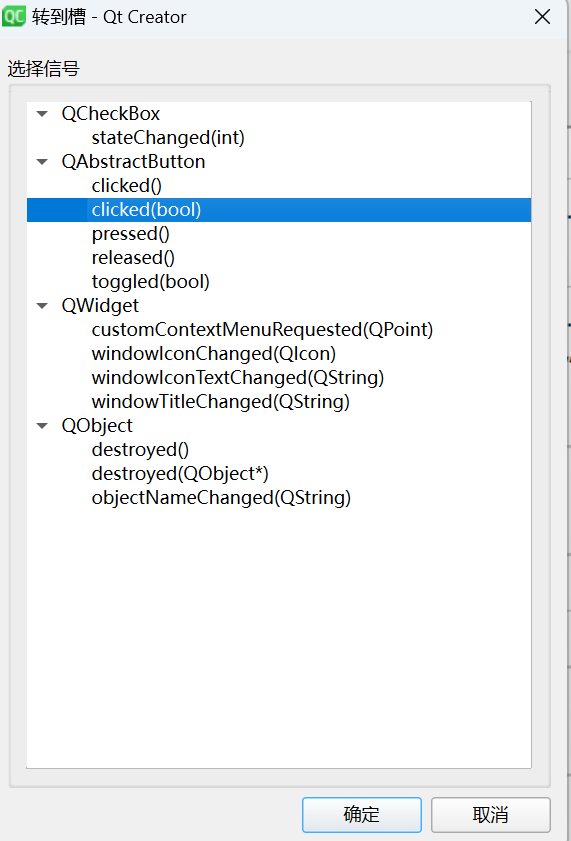 QC 转到槽 - Qt Creator
选择信号
QCheckBox
stateChanged(int)
QAbstractButton
clicked()
clicked(bool)
pressed()
released()
toggled(bool)
QWidget
customContextMenuRequested(QPoint)
windowIconChanged(QIcon)
windowIconTextChanged(QString)
windowTitleChanged(QString)
QObject
destroyed()
destroyed(QObject*)
objectNameChanged(QString)
确定
取消